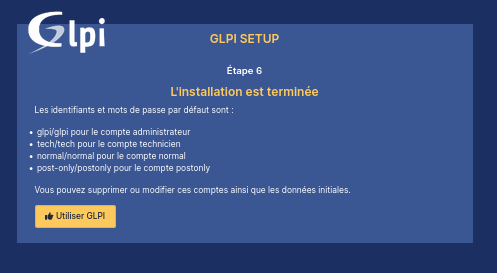 Glpi
GLPI SETUP
Étape 6
L'installation est terminée
Les identifiants et mots de passe par défaut sont :
• glpi/glpi pour le compte administrateur
• tech/tech pour le compte technicien
• normal/normal pour le compte normal
• post-only/postonly pour le compte postonly
Vous pouvez supprimer ou modifier ces comptes ainsi que les données initiales.
Utiliser GLPI